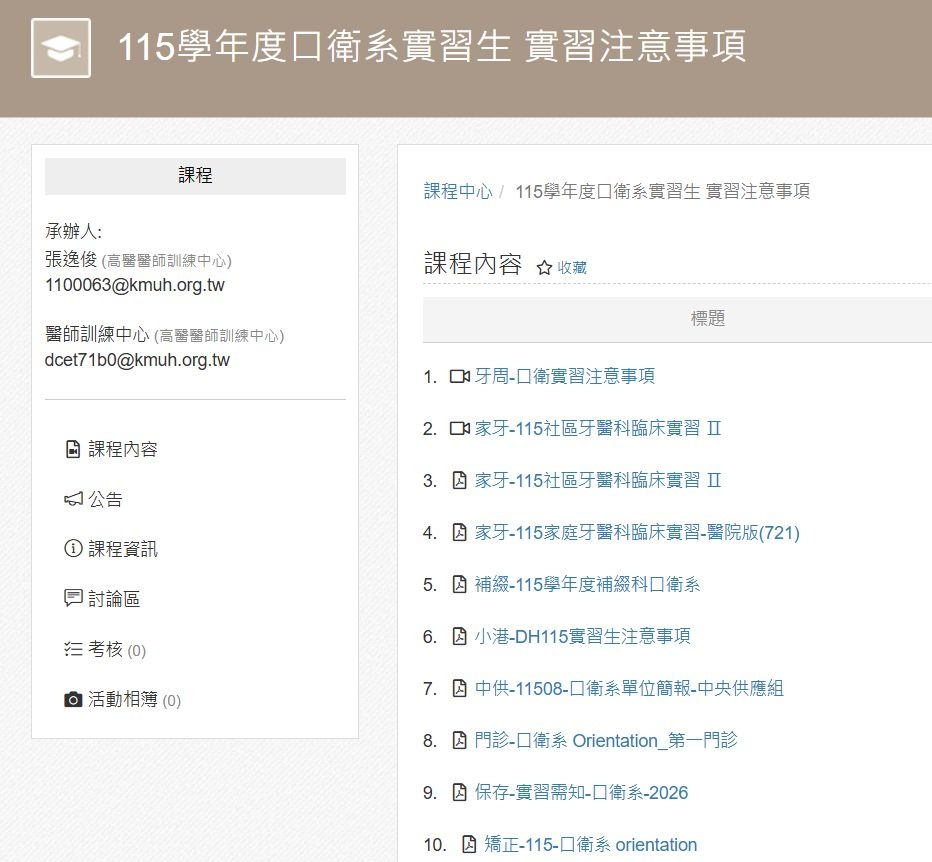 115學年度口衛系實習生 實習注意事項
課程
承辦人:
張逸俊 (高醫醫師訓練中心)
1100063@kmuh.org.tw
醫師訓練中心 (高醫醫師訓練中心)
dcet71b0@kmuh.org.tw
課程內容
公告
課程資訊
討論區
考核 (0)
活動相簿 (0)
課程中心 / 115學年度口衛系實習生 實習注意事項
課程內容 收藏
標題
1. 牙周-口衛實習注意事項
2. 家牙-115社區牙醫科臨床實習 Ⅱ
3. 家牙-115社區牙醫科臨床實習 Ⅱ
4. 家牙-115家庭牙醫科臨床實習-醫院版(721)
5. 補綴-115學年度補綴科口衛系
6. 小港-DH115實習生注意事項
7. 中供-11508-口衛系單位簡報-中央供應組
8. 門診-口衛系 Orientation_第一門診
9. 保存-實習需知-口衛系-2026
10. 矯正-115-口衛系 orientation